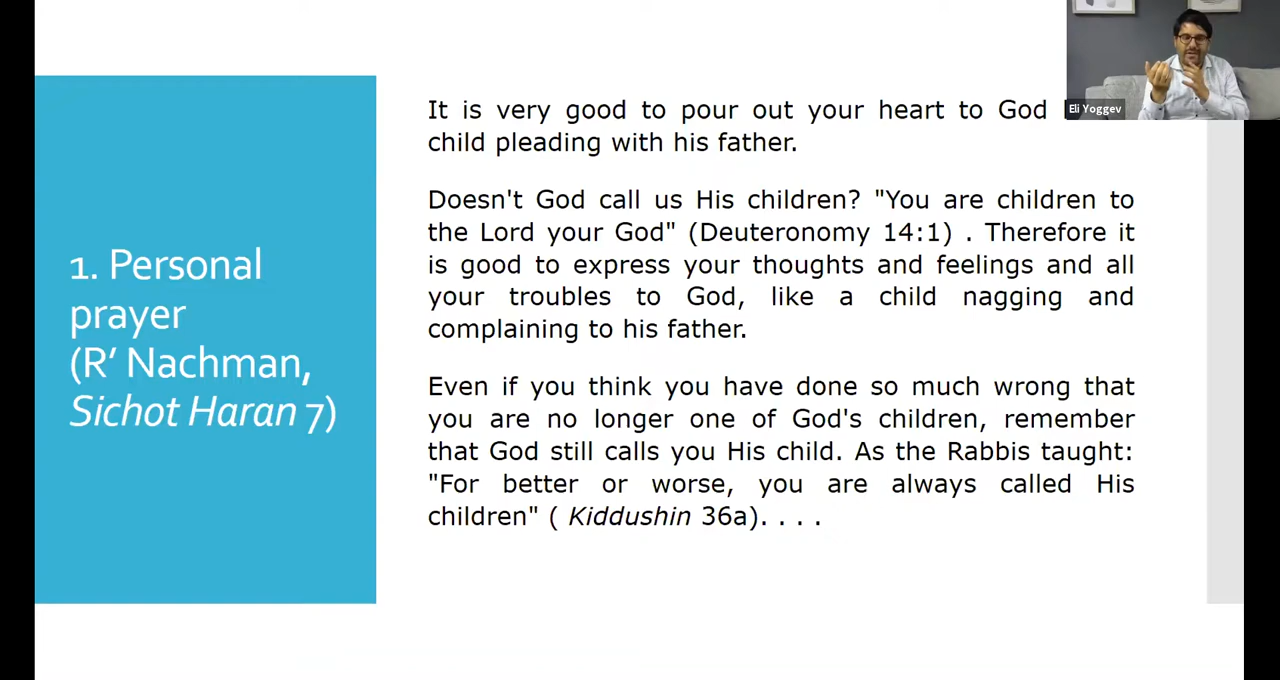 1. Personal
prayer
(R’ Nachman,
Sichot Haran 7)
It is very good to pour out your heart to God
child pleading with his father.
Doesn't God call us His children? "You are children to
the Lord your God" (Deuteronomy 14:1) . Therefore it
is good to express your thoughts and feelings and all
your troubles to God, like a child nagging and
complaining to his father.
Even if you think you have done so much wrong that
you are no longer one of God's children, remember
that God still calls you His child. As the Rabbis taught:
"For better or worse, you are always called His
children" ( Kiddushin 36a). . . .
Eli Yoggev